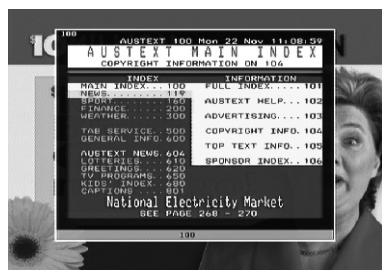 100
AUSTEXT 100 Mon 22 Nov 11:08:59
AUSTEXT MAIN INDEX
COPYRIGHT INFORMATION ON 104
INDEX
MAIN INDEX... 100
NEWS......... 119
SPORT........ 160
FINANCE...... 200
WEATHER...... 300
TAB SERVICE.. 500
GENERAL INFO. 600
AUSTEXT NEWS. 604
LOTTERIES.... 610
GREETINGS.... 620
TV PROGRAMS.. 650
KIDS' INDEX.. 680
CAPTIONS .... 801
INFORMATION
FULL INDEX..... 101
AUSTEXT HELP... 102
ADVERTISING.... 103
COPYRIGHT INFO. 104
TOP TEXT INFO.. 105
SPONSOR INDEX.. 106
National Electricity Market
SEE PAGE 268 - 270
100